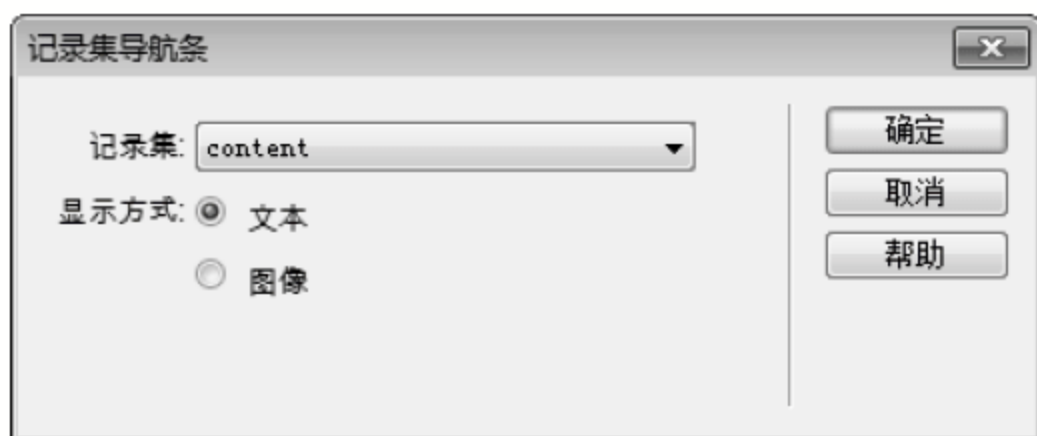 记录集导航条
记录集: content
显示方式: 文本
图像
确定
取消
帮助